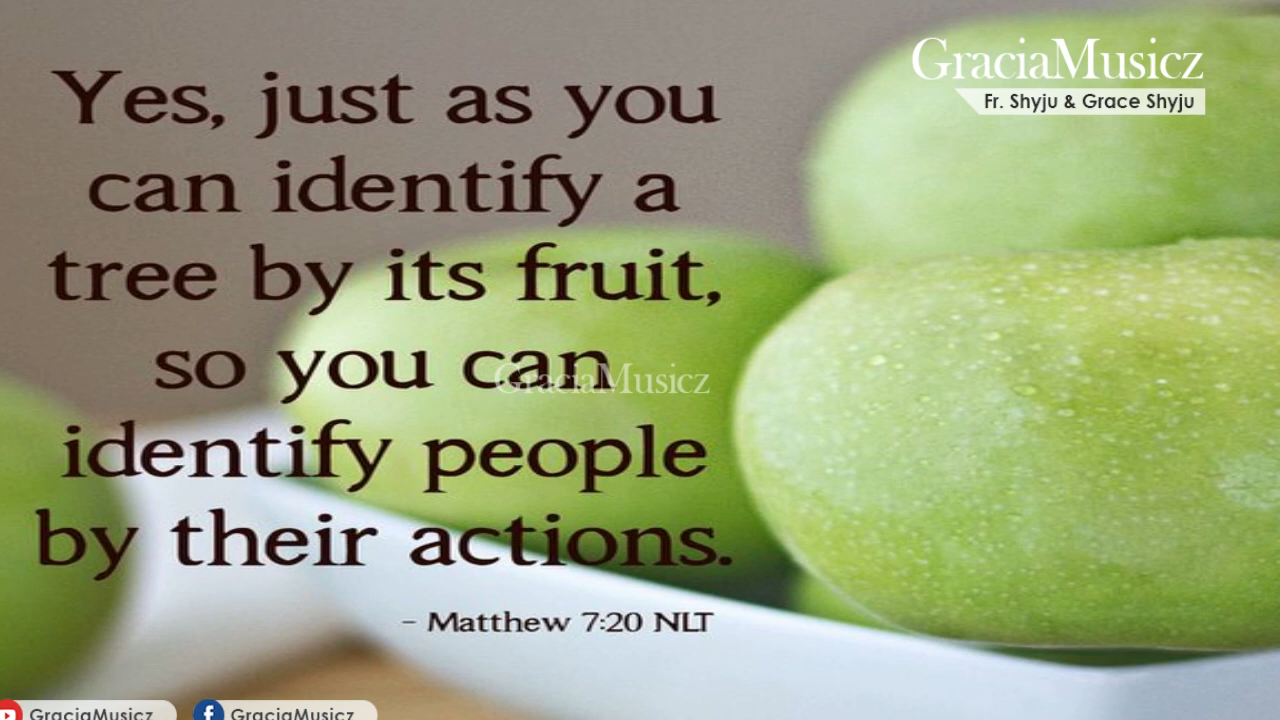 GraciaMusicz
Fr. Shyju & Grace Shyju
Yes, just as you
can identify a
tree by its fruit,
so you can
GraciaMusicz
identify people
by their actions.
- Matthew 7:20 NLT
GraciaMusicz
GraciaMusicz